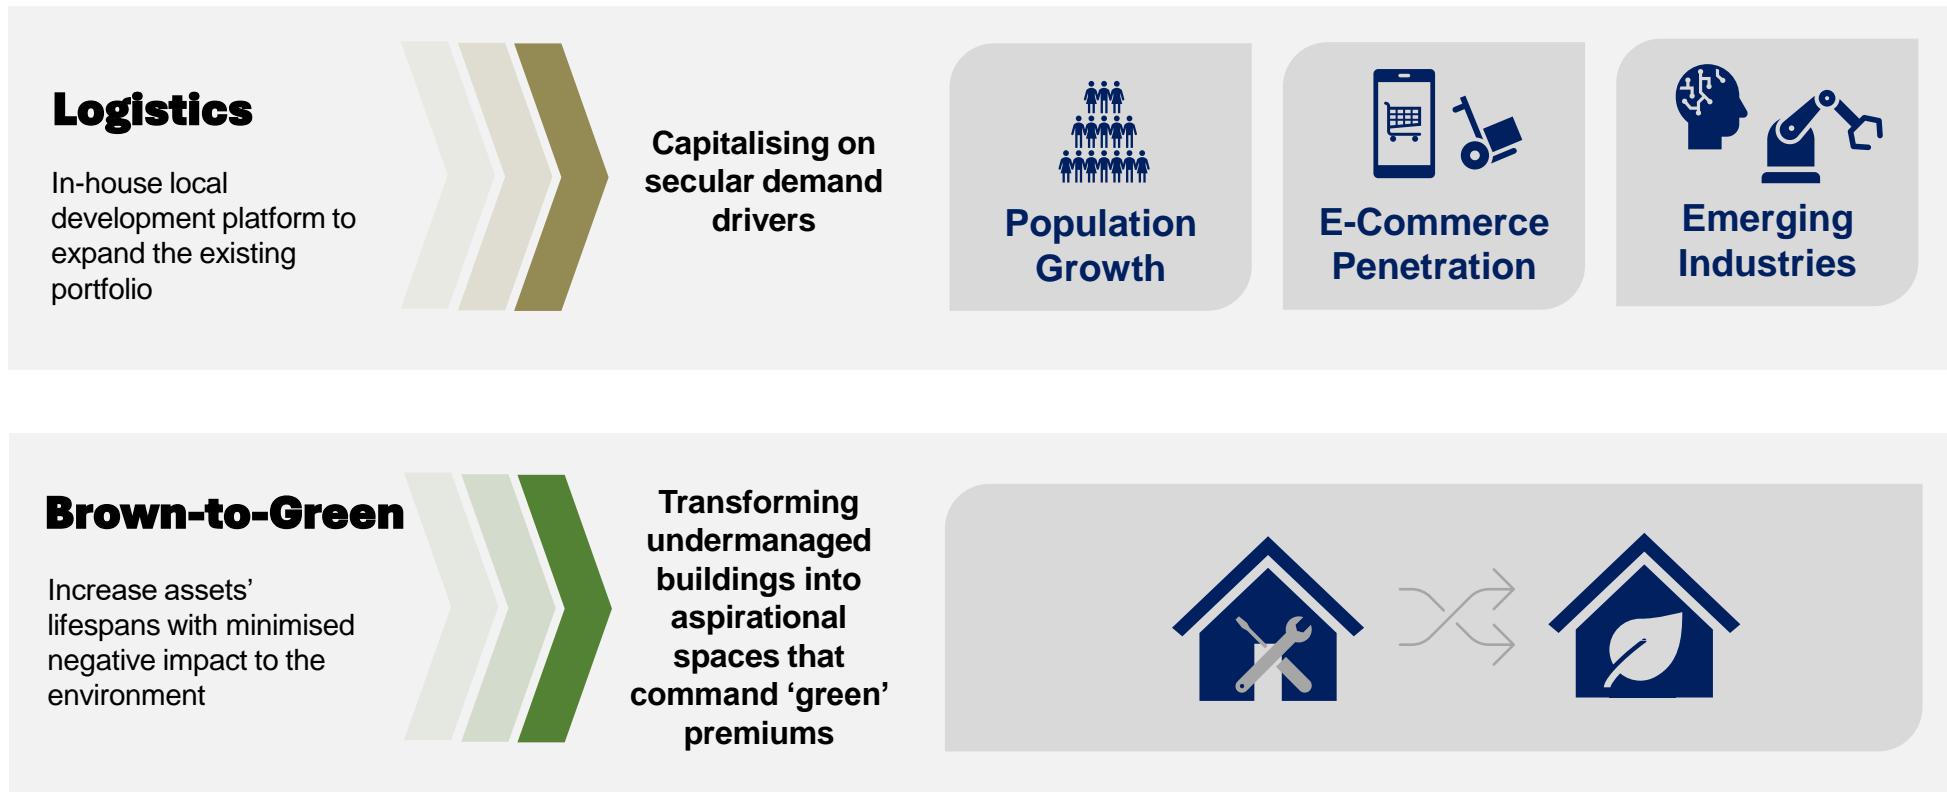 Logistics
In-house local
development platform to
expand the existing
portfolio
Capitalising on
secular demand
drivers
Population
Growth
E-Commerce
Penetration
Emerging
Industries
Brown-to-Green
Increase assets’
lifespans with minimised
negative impact to the
environment
Transforming
undermanaged
buildings into
aspirational
spaces that
command ‘green’
premiums